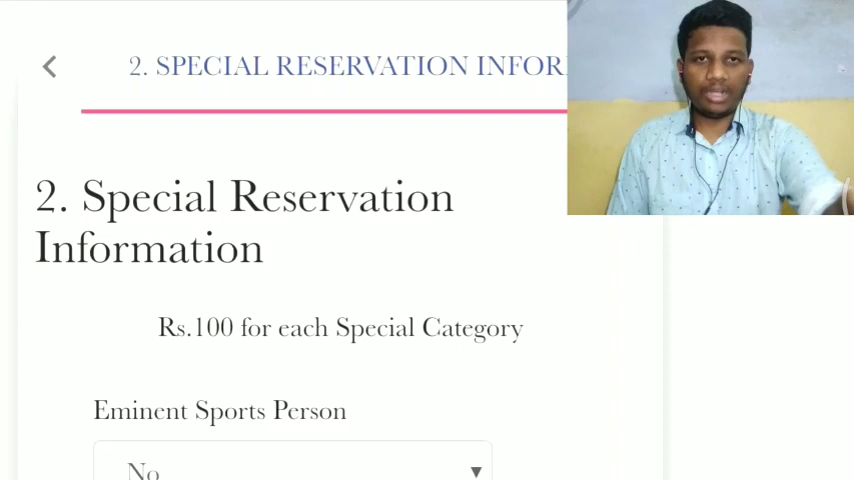 2. SPECIAL RESERVATION INFOR
2. Special Reservation
Information
Rs.100 for each Special Category
Eminent Sports Person
No